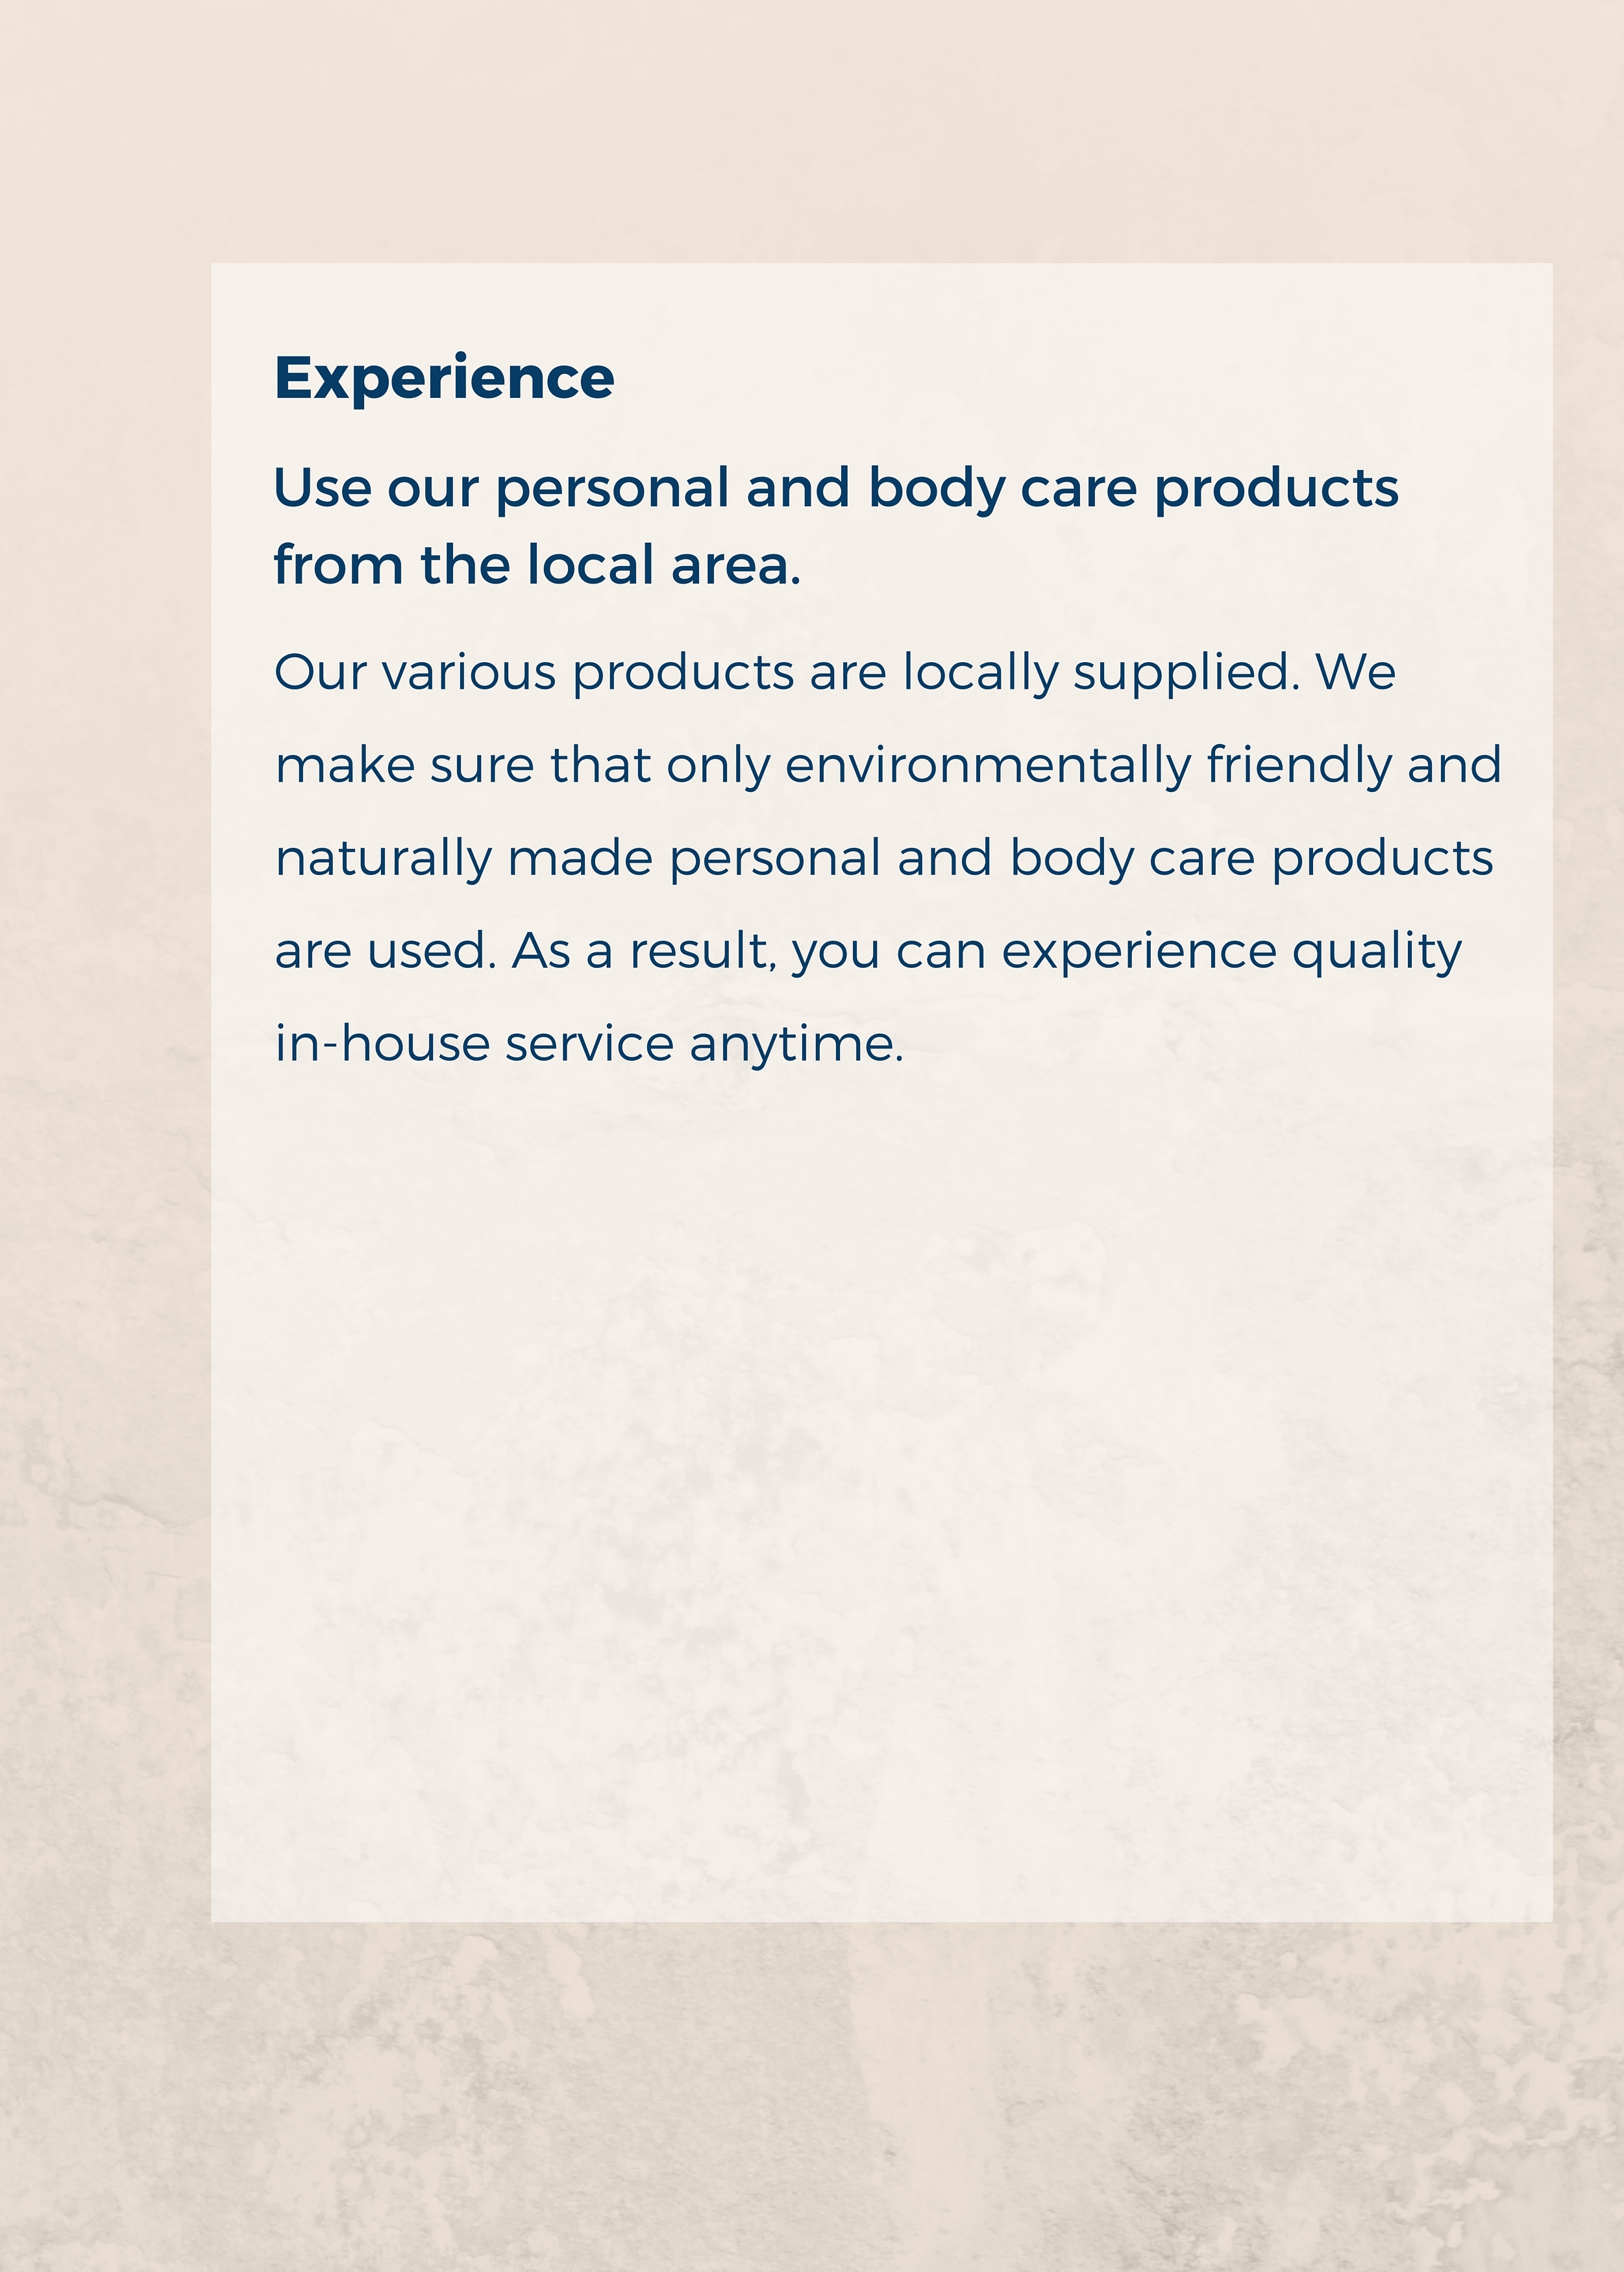 Experience
Use our personal and body care products
from the local area.
Our various products are locally supplied. We
make sure that only environmentally friendly and
naturally made personal and body care products
are used. As a result, you can experience quality
in-house service anytime.